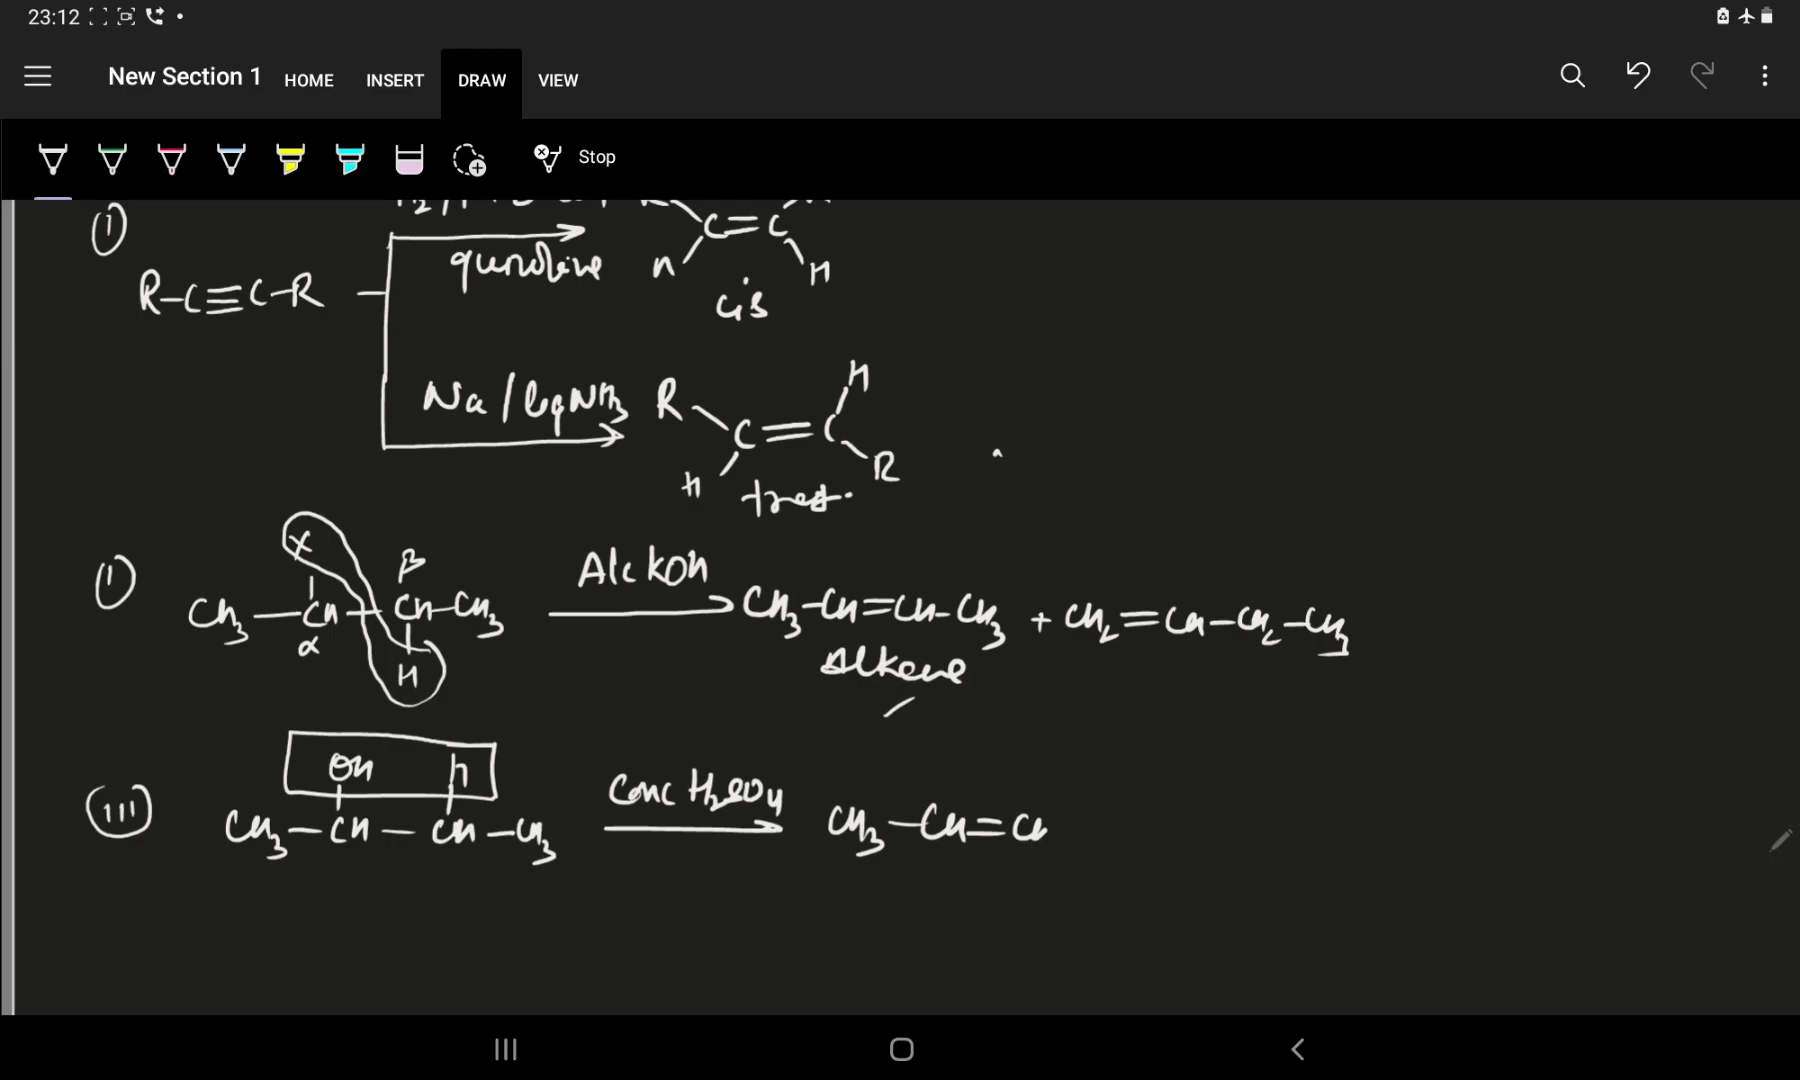 23:12
New Section 1 HOME INSERT DRAW VIEW
Stop
(i)
quinoline
R-C≡C-R
C=C
H
H
cis
Na / liq NH3
R
H
C=C
H
R
trans.
(i)
X
β
CH3-CH-CH-CH3
α
H
Alc KOH
CH3-CH=CH-CH3 + CH2=CH-CH2-CH3
Alkene
(iii)
OH H
CH3-CH-CH-CH3
Conc H2SO4
CH3-CH=C